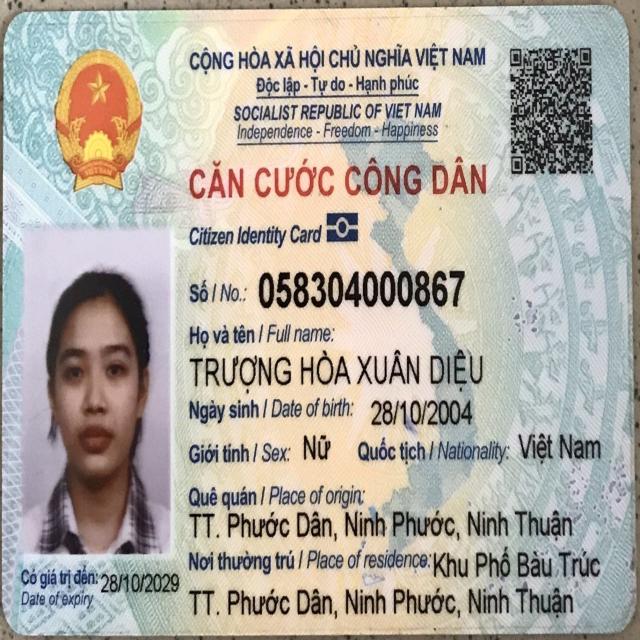 CỘNG HÒA XÃ HỘI CHỦ NGHĨA VIỆT NAM
Độc lập - Tự do - Hạnh phúc
SOCIALIST REPUBLIC OF VIET NAM
Independence - Freedom - Happiness
CĂN CƯỚC CÔNG DÂN
Citizen Identity Card
Số / No.: 058304000867
Họ và tên / Full name:
TRƯỢNG HÒA XUÂN DIỆU
Ngày sinh / Date of birth: 28/10/2004
Giới tính / Sex: Nữ Quốc tịch / Nationality: Việt Nam
Quê quán / Place of origin:
TT. Phước Dân, Ninh Phước, Ninh Thuận
Nơi thường trú / Place of residence: Khu Phố Bàu Trúc
TT. Phước Dân, Ninh Phước, Ninh Thuận
Có giá trị đến: 28/10/2029
Date of expiry